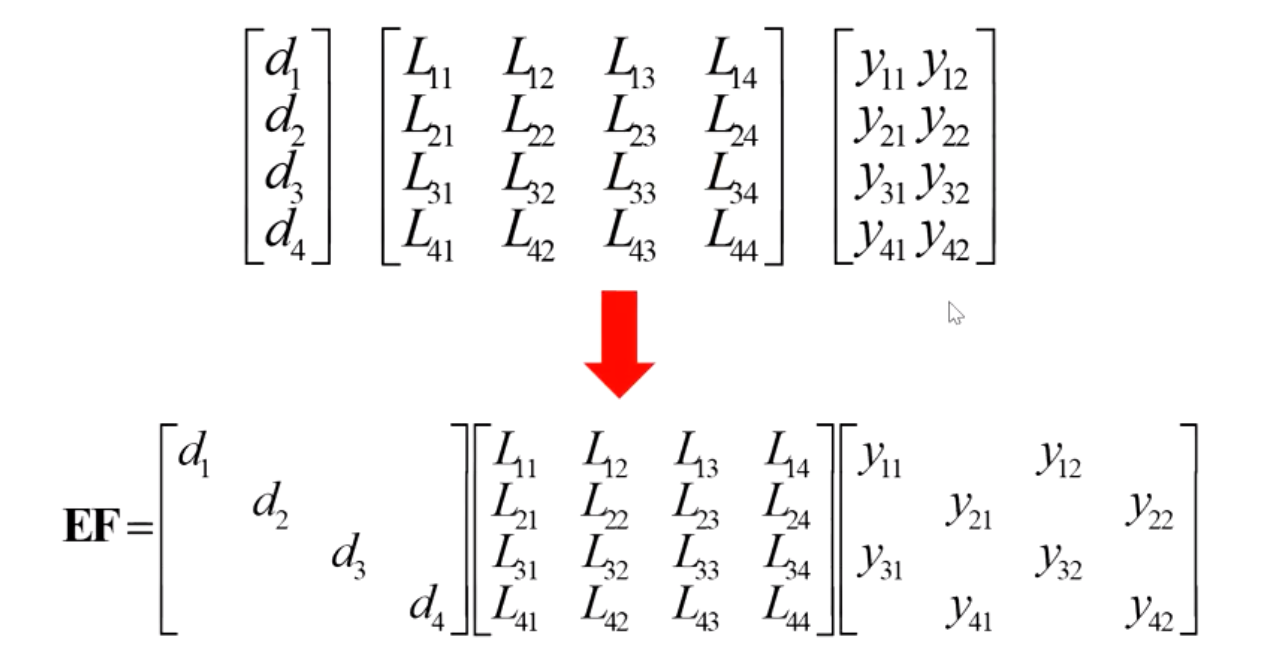 [d₁] [L₁₁ L₁₂ L₁₃ L₁₄] [y₁₁ y₁₂]
[d₂] [L₂₁ L₂₂ L₂₃ L₂₄] [y₂₁ y₂₂]
[d₃] [L₃₁ L₃₂ L₃₃ L₃₄] [y₃₁ y₃₂]
[d₄] [L₄₁ L₄₂ L₄₃ L₄₄] [y₄₁ y₄₂]
EF=
[d₁ ] [L₁₁ L₁₂ L₁₃ L₁₄] [y₁₁ y₁₂ ]
[ d₂ ] [L₂₁ L₂₂ L₂₃ L₂₄] [ y₂₁ y₂₂]
[ d₃ ] [L₃₁ L₃₂ L₃₃ L₃₄] [y₃₁ y₃₂ ]
[ d₄] [L₄₁ L₄₂ L₄₃ L₄₄] [ y₄₁ y₄₂]